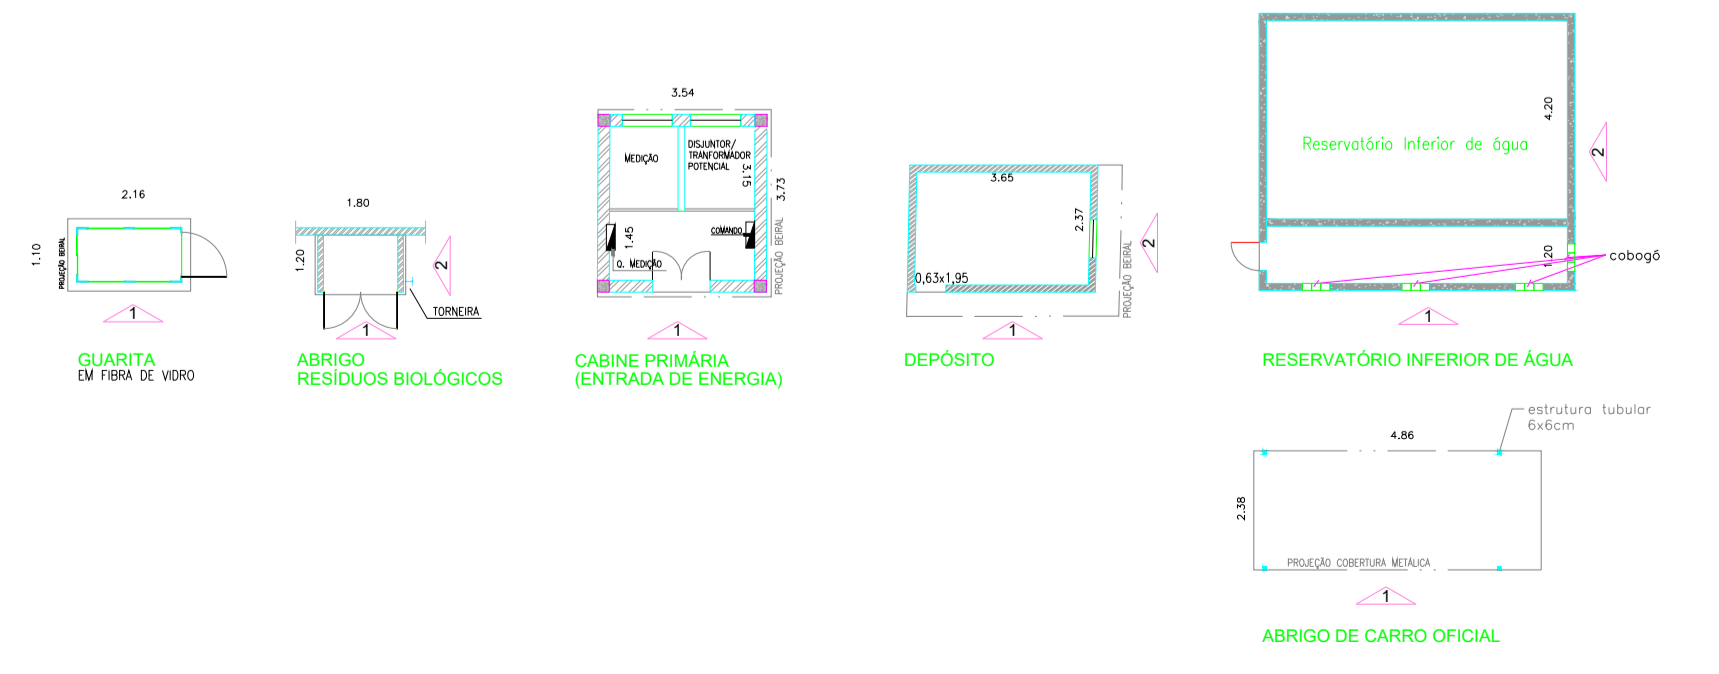 2.16
1.10
PROJEÇÃO BEIRAL
1
GUARITA
EM FIBRA DE VIDRO
1.80
1.20
2
TORNEIRA
1
ABRIGO
RESÍDUOS BIOLÓGICOS
3.54
MEDIÇÃO
DISJUNTOR/
TRANFORMADOR
POTENCIAL
3.15
3.73
COMANDO
1.45
Q. MEDIÇÃO
PROJEÇÃO BEIRAL
1
CABINE PRIMÁRIA
(ENTRADA DE ENERGIA)
3.65
2.37
0,63x1,95
PROJEÇÃO BEIRAL
2
1
DEPÓSITO
4.20
Reservatório Inferior de água
2
1.20
cobogó
1
RESERVATÓRIO INFERIOR DE ÁGUA
estrutura tubular
6x6cm
4.86
2.38
PROJEÇÃO COBERTURA METÁLICA
1
ABRIGO DE CARRO OFICIAL